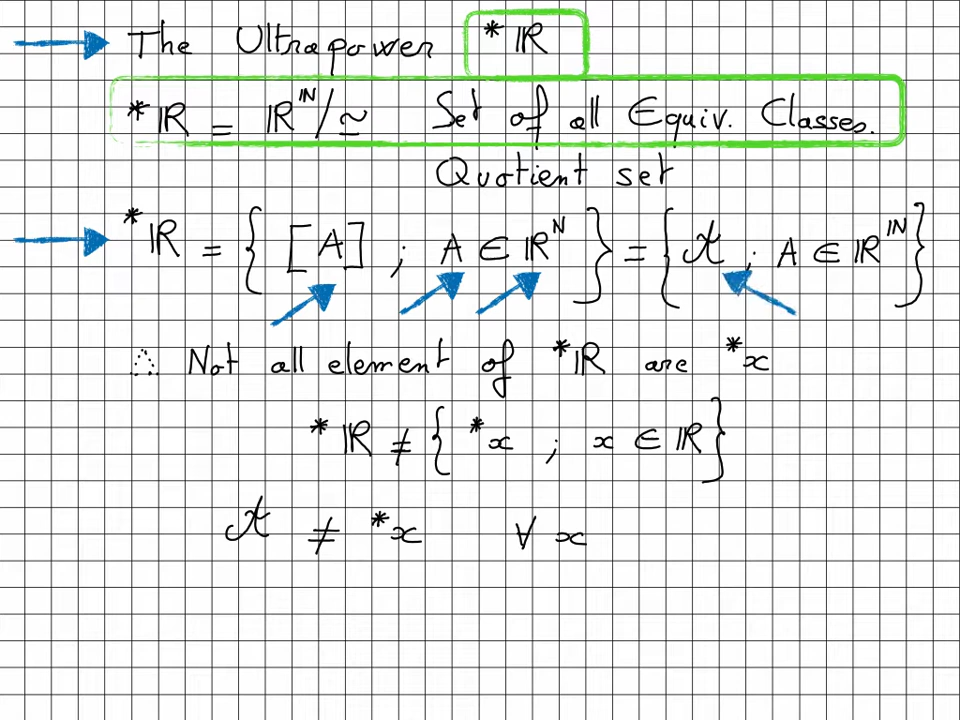 The Ultrapower *ℝ
*ℝ = ℝ^ℕ/≃ Set of all Equiv. Classes.
Quotient set
*ℝ = { [A] ; A ∈ ℝ^N } = { 𝒜 ; A ∈ ℝ^ℕ }
∴ Not all element of *ℝ are *x
*ℝ ≠ { *x ; x ∈ ℝ }
𝒜 ≠ *x ∀ x